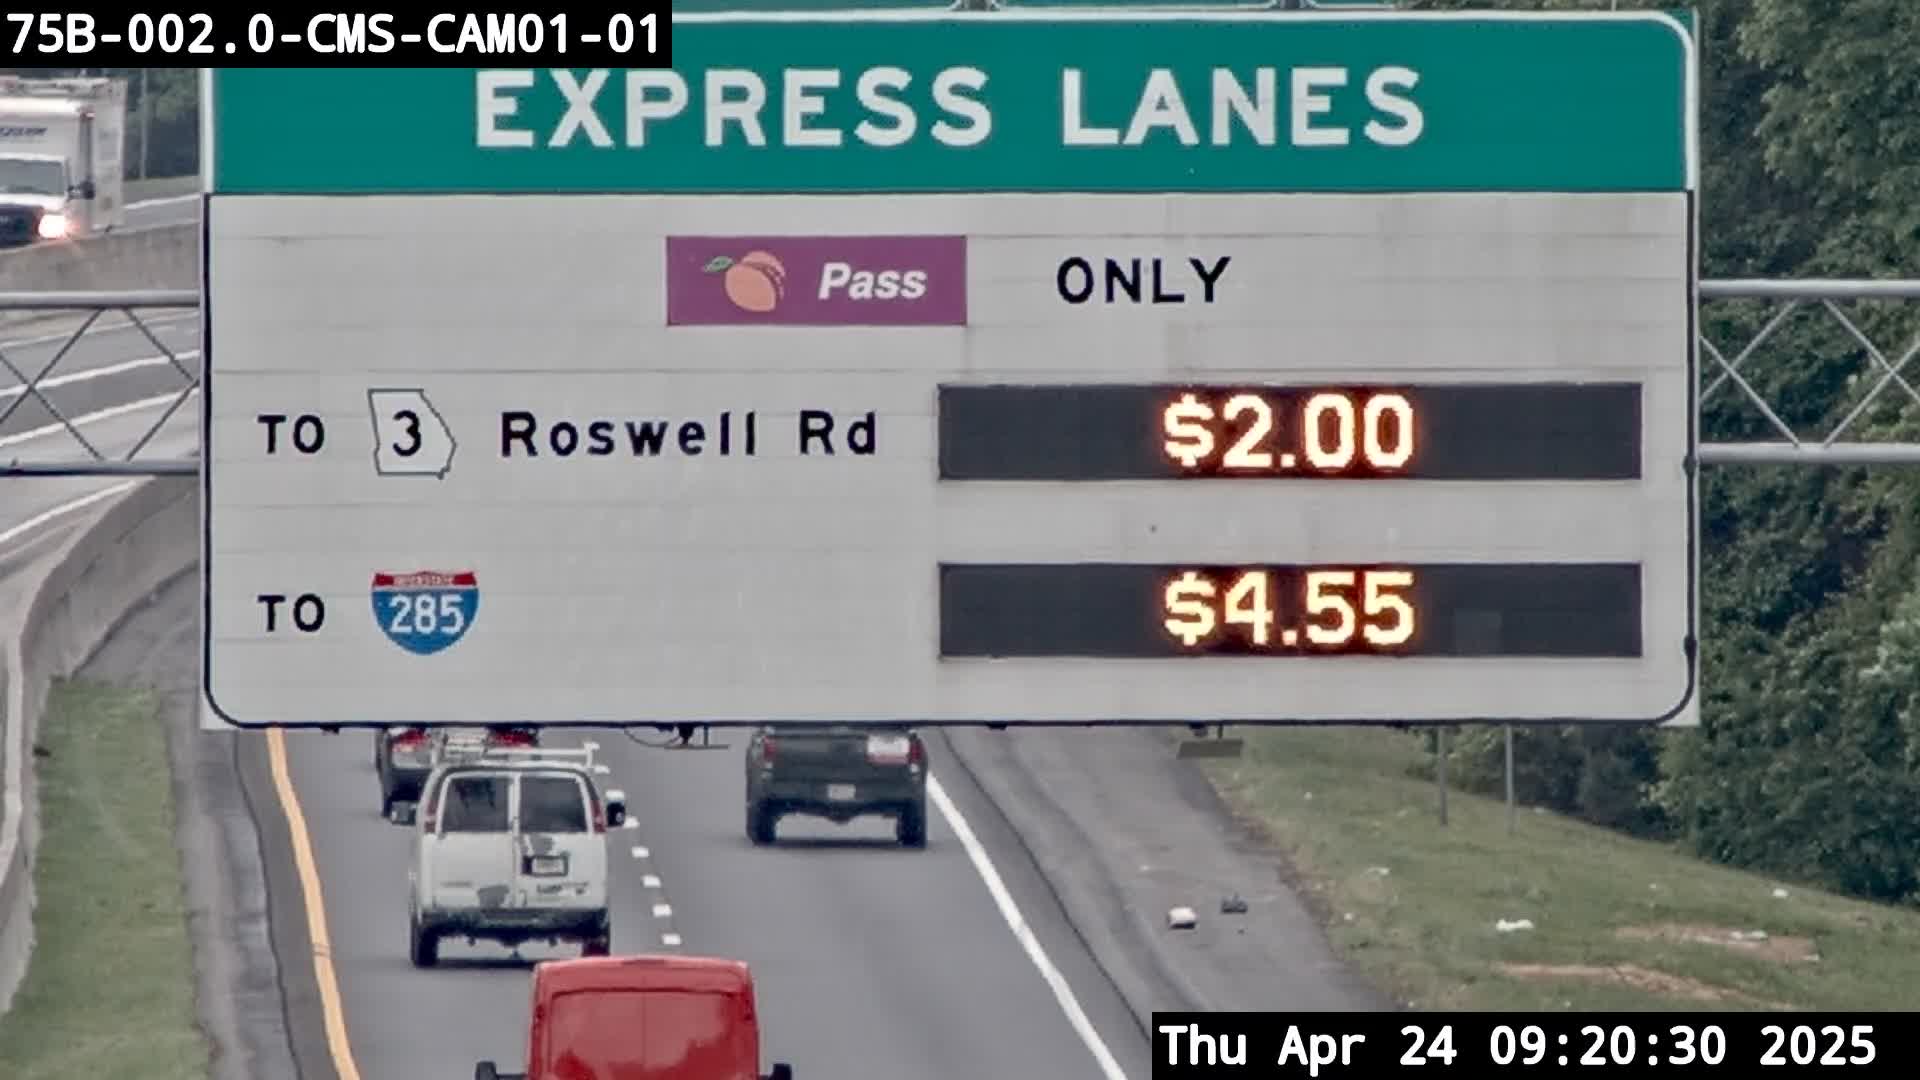 75B-002.0-CMS-CAM01-01
EXPRESS LANES
Pass ONLY
TO 3 Roswell Rd $2.00
INTERSTATE
TO 285 $4.55
Thu Apr 24 09:20:30 2025